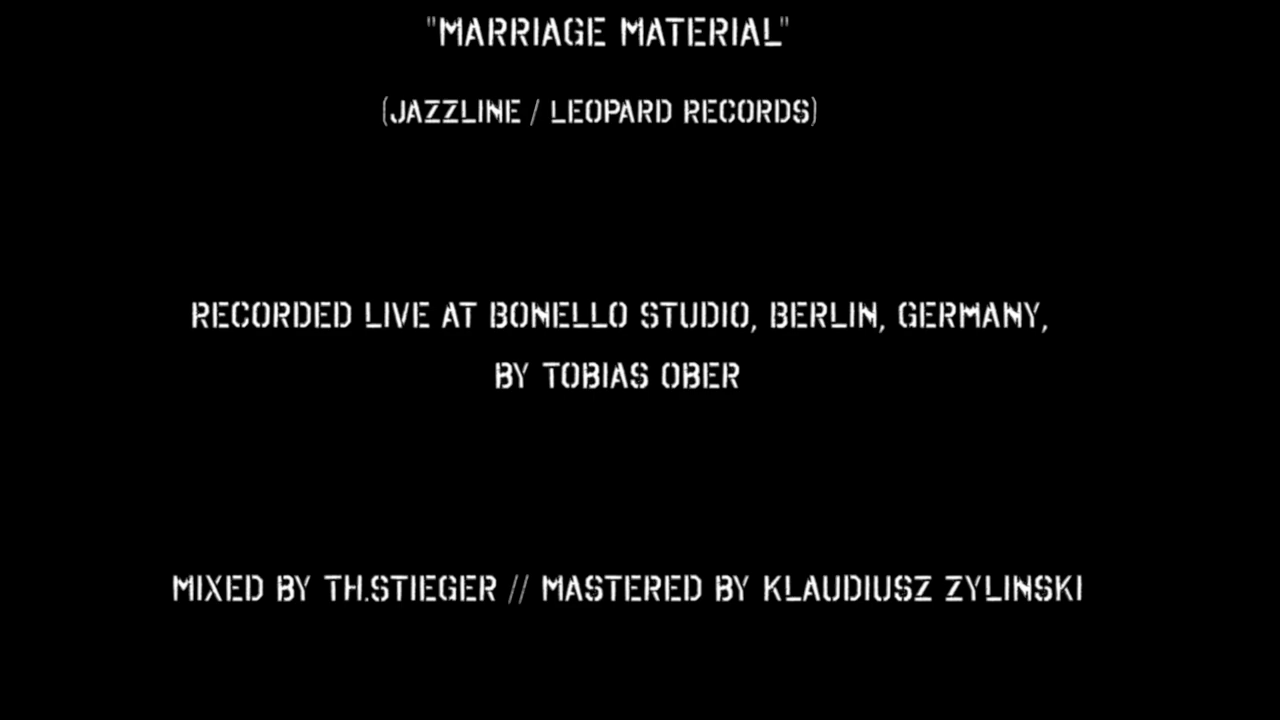 "MARRIAGE MATERIAL"
(JAZZLINE / LEOPARD RECORDS)
RECORDED LIVE AT BONELLO STUDIO, BERLIN, GERMANY,
BY TOBIAS OBER
MIXED BY TH.STIEGER // MASTERED BY KLAUDIUSZ ZYLINSKI